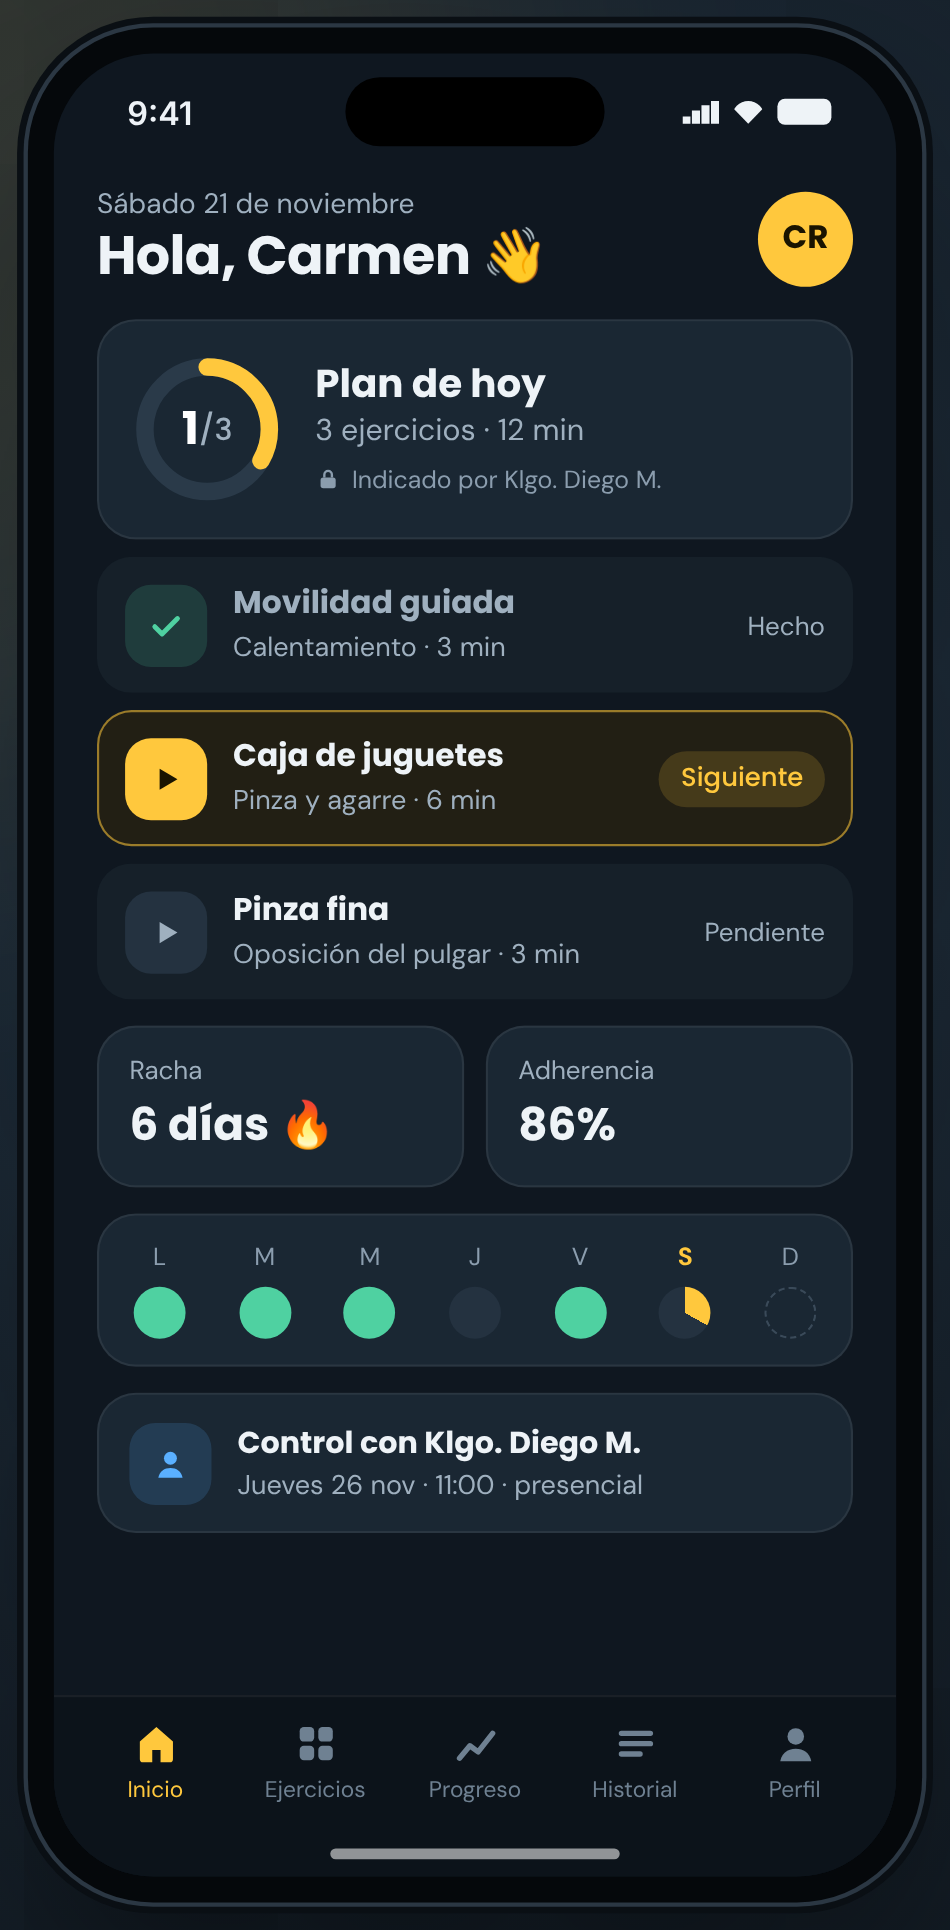 9:41
Sábado 21 de noviembre
Hola, Carmen 👋
CR
1/3
Plan de hoy
3 ejercicios · 12 min
Indicado por Klgo. Diego M.
Movilidad guiada
Calentamiento · 3 min
Hecho
Caja de juguetes
Pinza y agarre · 6 min
Siguiente
Pinza fina
Oposición del pulgar · 3 min
Pendiente
Racha
6 días 🔥
Adherencia
86%
L M M J V S D
Control con Klgo. Diego M.
Jueves 26 nov · 11:00 · presencial
Inicio Ejercicios Progreso Historial Perfil